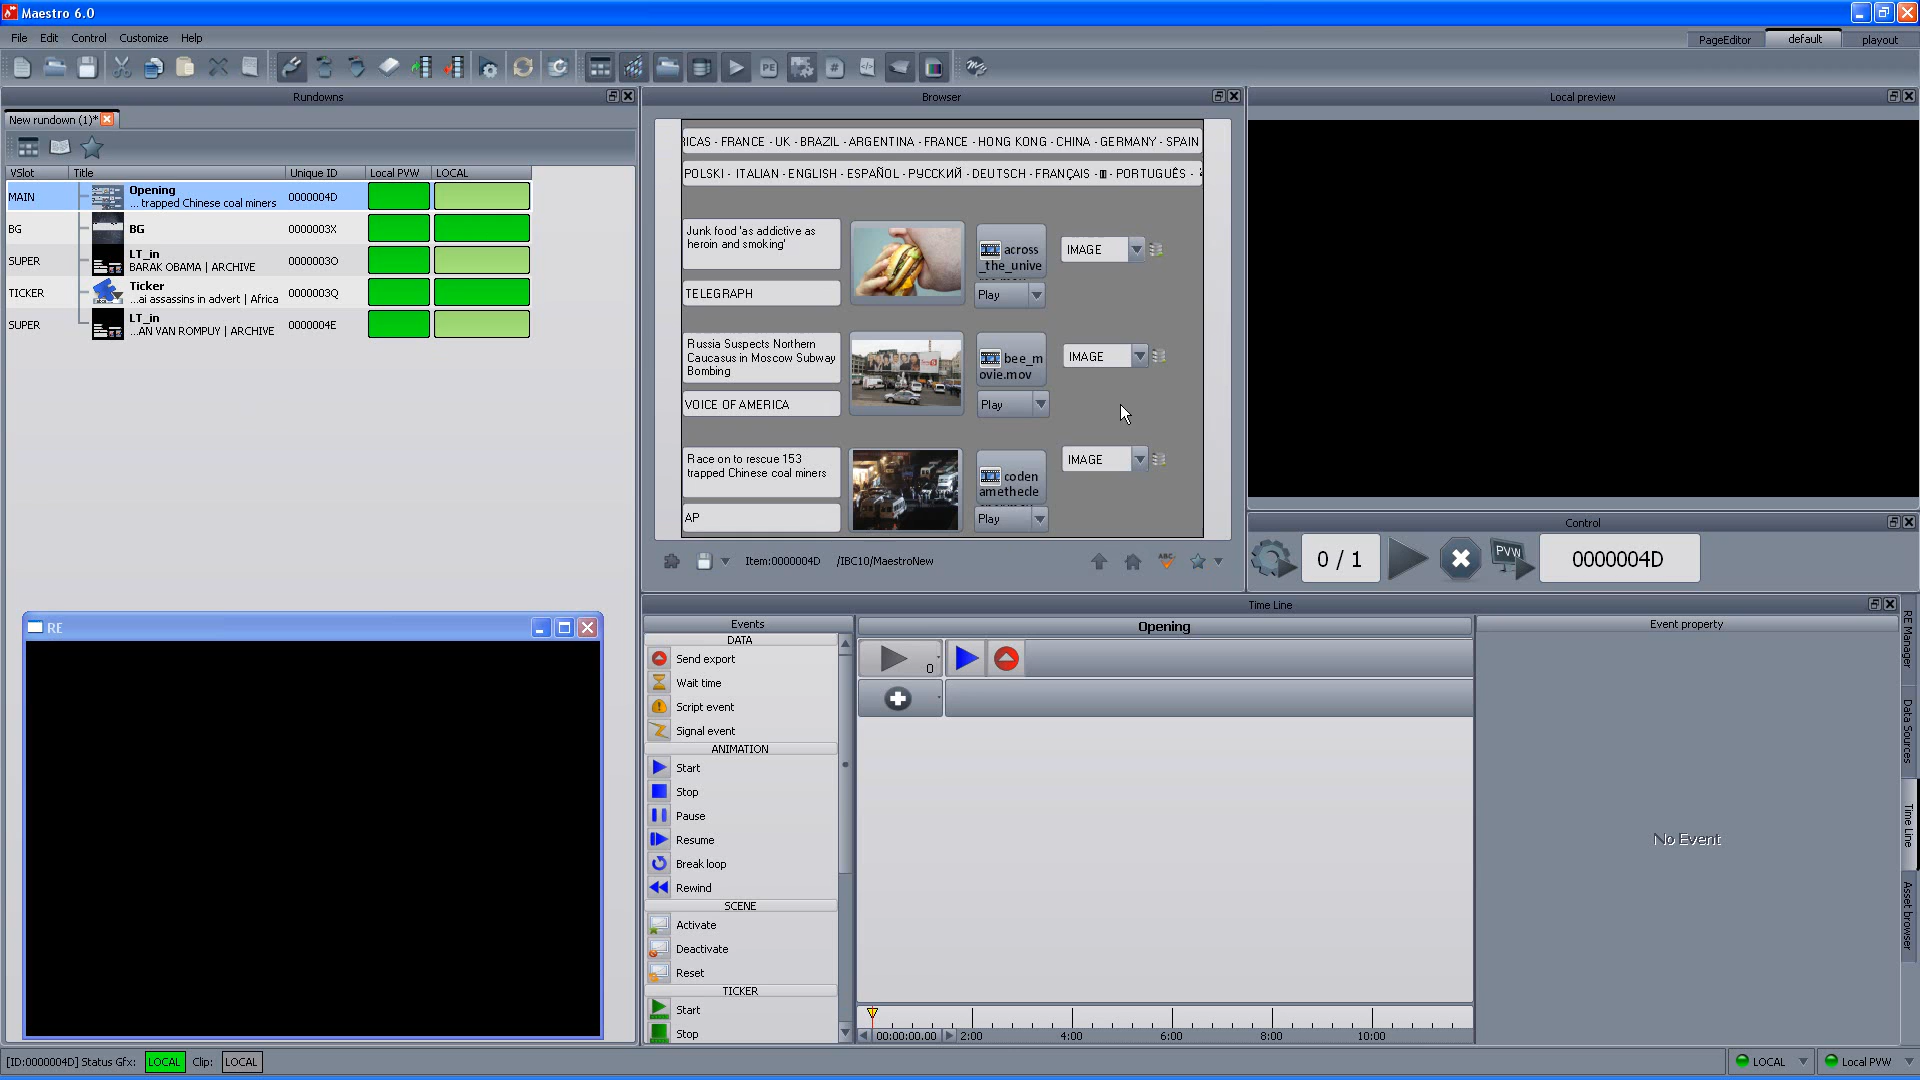 Maestro 6.0
File Edit Control Customize Help
PageEditor default playout
Rundowns
New rundown (1)*
VSlot Title Unique ID Local PVW LOCAL
MAIN Opening 0000004D
... trapped Chinese coal miners
BG BG 0000003X
SUPER LT_in 0000003O
BARAK OBAMA | ARCHIVE
TICKER Ticker 0000003Q
...ai assassins in advert | Africa
SUPER LT_in 0000004E
...AN VAN ROMPUY | ARCHIVE
RE
Browser
RICAS - FRANCE - UK - BRAZIL - ARGENTINA - FRANCE - HONG KONG - CHINA - GERMANY - SPAIN
POLSKI - ITALIAN - ENGLISH - ESPAÑOL - РУССКИЙ - DEUTSCH - FRANÇAIS - PORTUGUÊS -
Junk food 'as addictive as
heroin and smoking'
TELEGRAPH
across
_the_unive
Play
IMAGE
Russia Suspects Northern
Caucasus in Moscow Subway
Bombing
VOICE OF AMERICA
bee_m
ovie.mov
Play
IMAGE
Race on to rescue 153
trapped Chinese coal miners
AP
coden
amethecle
Play
IMAGE
ABC
Item:0000004D /IBC10/MaestroNew
Local preview
Control
0 / 1
PVW
0000004D
Time Line
Events
DATA
Send export
Wait time
Script event
Signal event
ANIMATION
Start
Stop
Pause
Resume
Break loop
Rewind
SCENE
Activate
Deactivate
Reset
TICKER
Start
Stop
Opening
0
00:00:00.00 2:00 4:00 6:00 8:00 10:00
Event property
No Event
RE Manager
Data Sources
Time Line
Asset browser
[ID:0000004D] Status Gfx: LOCAL Clip: LOCAL
LOCAL Local PVW